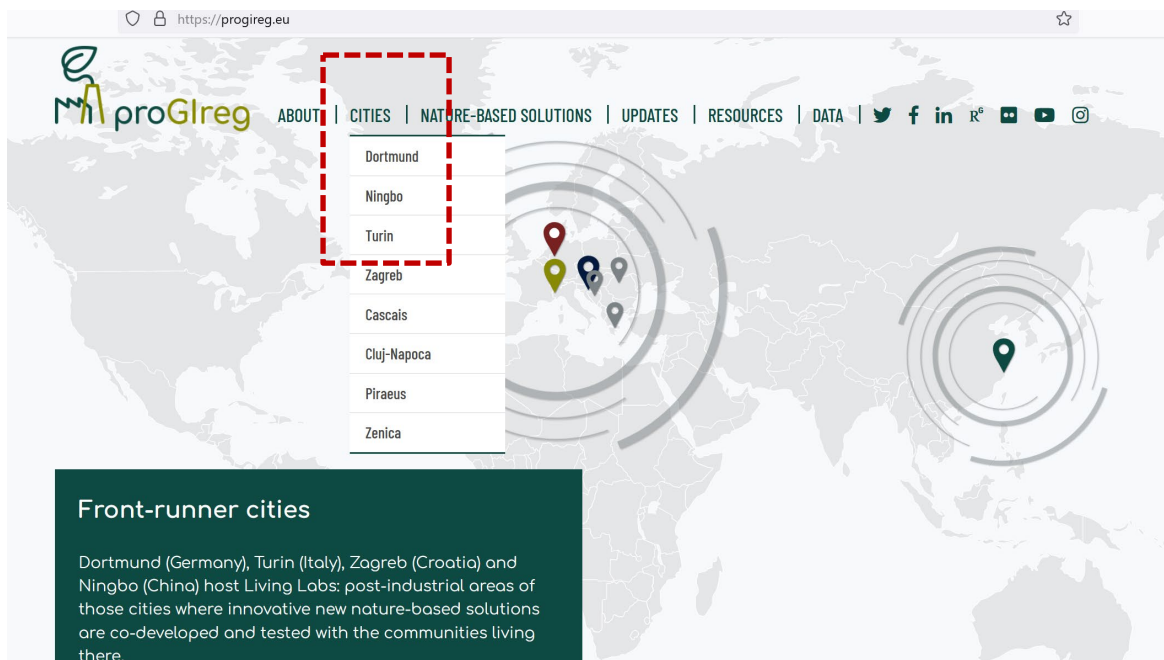 https://progireg.eu
proGIreg
ABOUT | CITIES | NATURE-BASED SOLUTIONS | UPDATES | RESOURCES | DATA |
Dortmund
Ningbo
Turin
Zagreb
Cascais
Cluj-Napoca
Piraeus
Zenica
Front-runner cities
Dortmund (Germany), Turin (Italy), Zagreb (Croatia) and
Ningbo (China) host Living Labs: post-industrial areas of
those cities where innovative new nature-based solutions
are co-developed and tested with the communities living
there